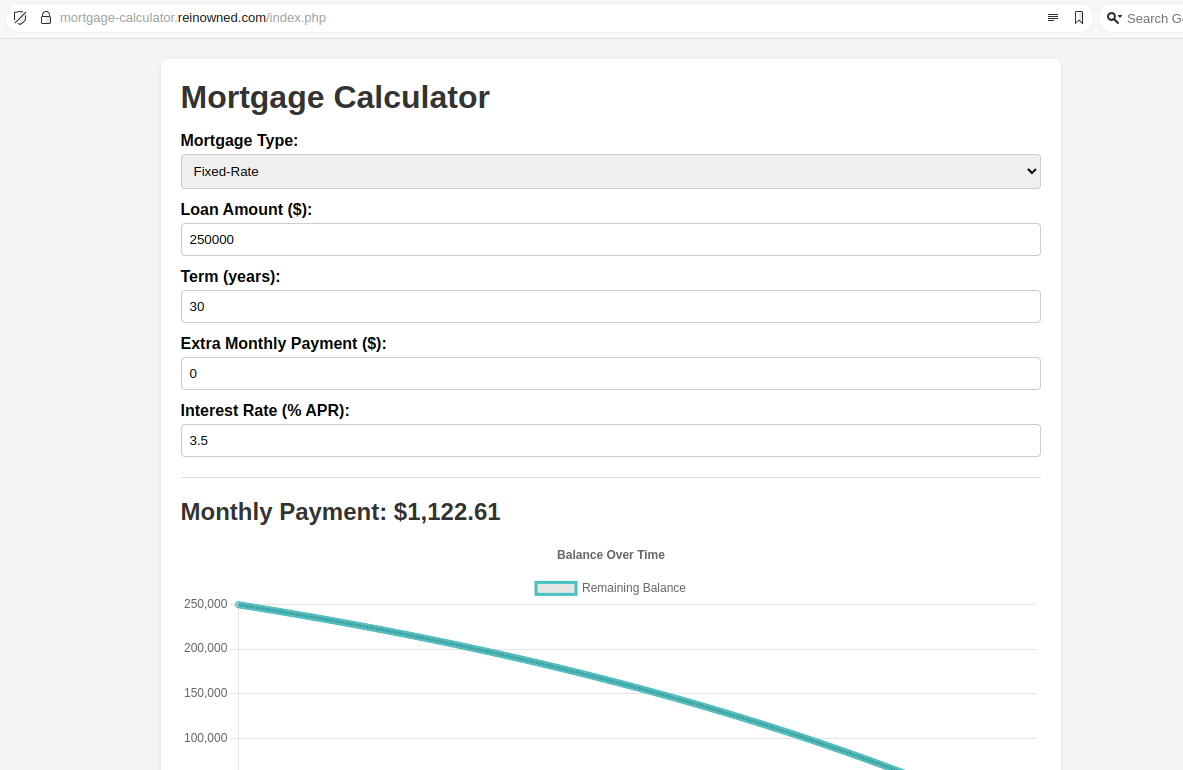 mortgage-calculator.reinowned.com/index.php
Search G
Mortgage Calculator
Mortgage Type:
Fixed-Rate
Loan Amount ($):
250000
Term (years):
30
Extra Monthly Payment ($):
0
Interest Rate (% APR):
3.5
Monthly Payment: $1,122.61
Balance Over Time
Remaining Balance
250,000
200,000
150,000
100,000